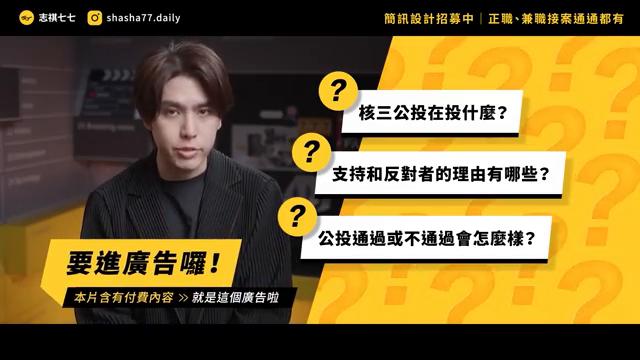 志祺七七 shasha77.daily
簡訊設計招募中｜正職、兼職接案通通都有
? 核三公投在投什麼?
? 支持和反對者的理由有哪些?
? 公投通過或不通過會怎麼樣?
要進廣告囉!
本片含有付費內容 >> 就是這個廣告啦